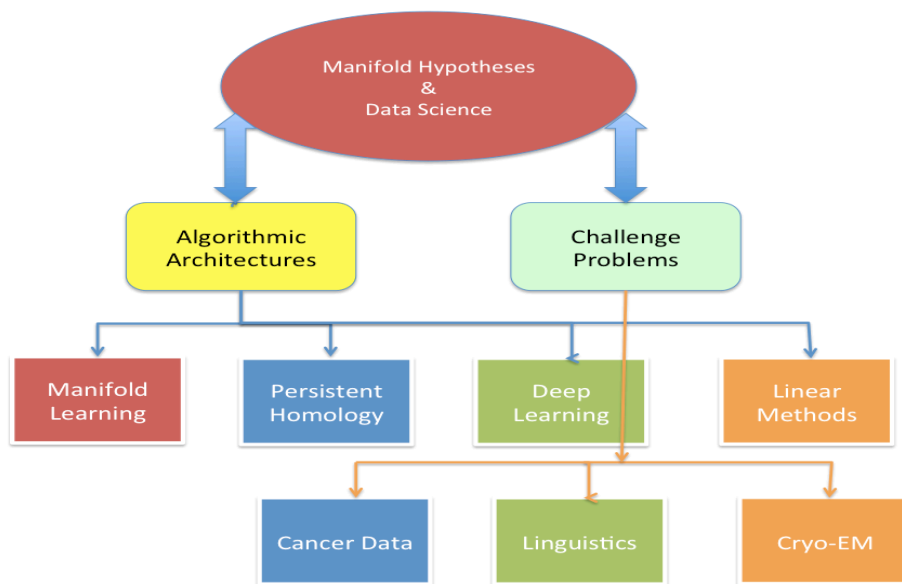 Manifold Hypotheses
&
Data Science
Algorithmic
Architectures
Challenge
Problems
Manifold
Learning
Persistent
Homology
Deep
Learning
Linear
Methods
Cancer Data
Linguistics
Cryo-EM